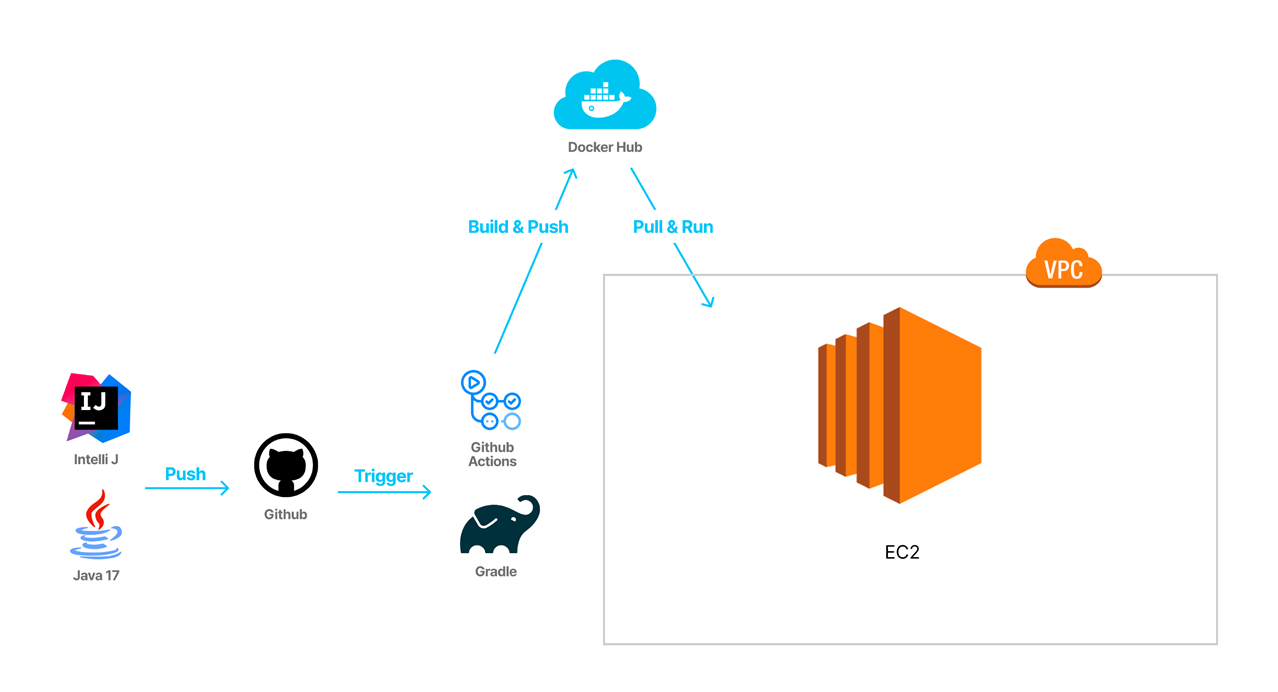 Docker Hub
Build & Push
Pull & Run
VPC
IJ
Intelli J
Push
Java 17
Github
Trigger
Github
Actions
Gradle
EC2